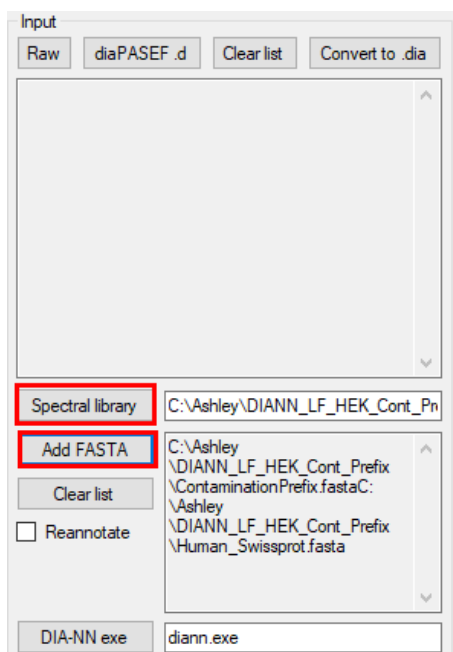 Input
Raw diaPASEF .d Clear list Convert to .dia
Spectral library C:\Ashley\DIANN_LF_HEK_Cont_Pr
Add FASTA C:\Ashley
\DIANN_LF_HEK_Cont_Prefix
Clear list \ContaminationPrefix.fastaC:
\Ashley
Reannotate \DIANN_LF_HEK_Cont_Prefix
\Human_Swissprot.fasta
DIA-NN exe diann.exe